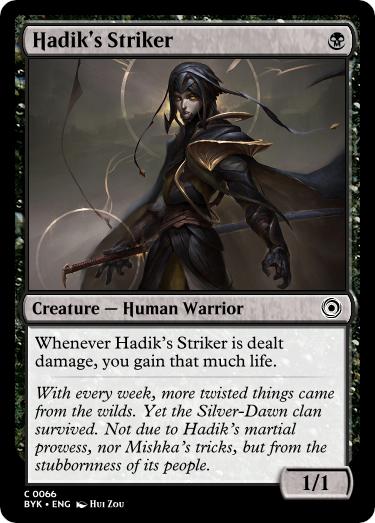 Hadik's Striker
Creature — Human Warrior
Whenever Hadik's Striker is dealt
damage, you gain that much life.
With every week, more twisted things came
from the wilds. Yet the Silver-Dawn clan
survived. Not due to Hadik's martial
prowess, nor Mishka's tricks, but from the
stubbornness of its people.
1/1
C 0066
BYK • ENG Hui Zou